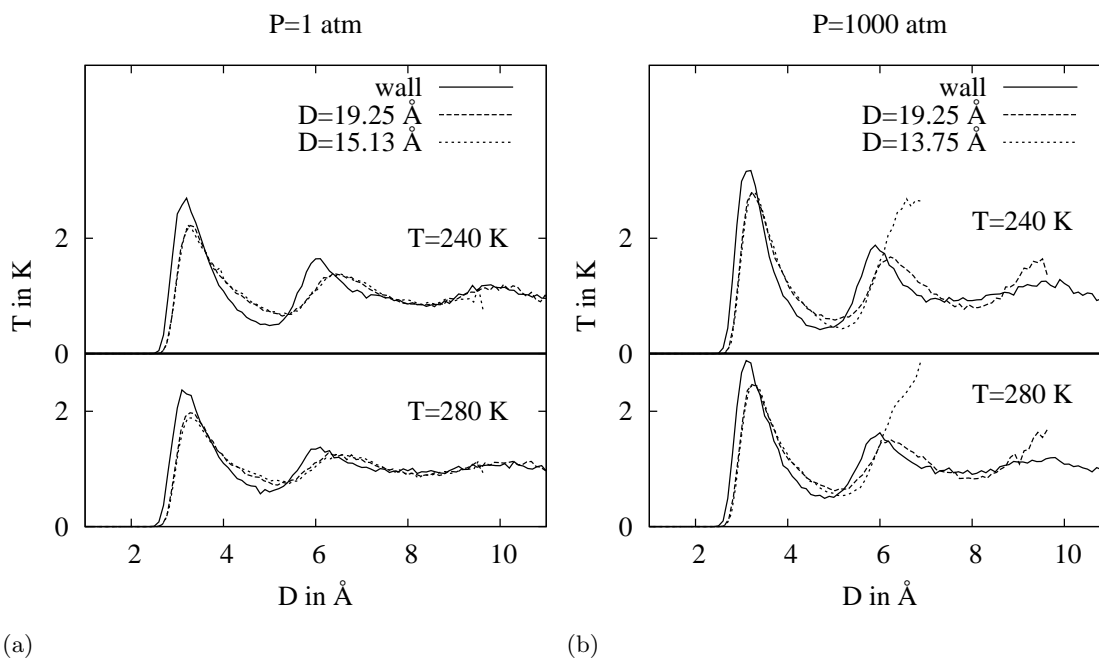 P=1 atm
wall
D=19.25 Å
D=15.13 Å
T=240 K
2
0
T in K
T=280 K
2
0
2
4
6
8
10
D in Å
(a)
P=1000 atm
wall
D=19.25 Å
D=13.75 Å
T=240 K
2
0
T in K
T=280 K
2
0
2
4
6
8
10
D in Å
(b)